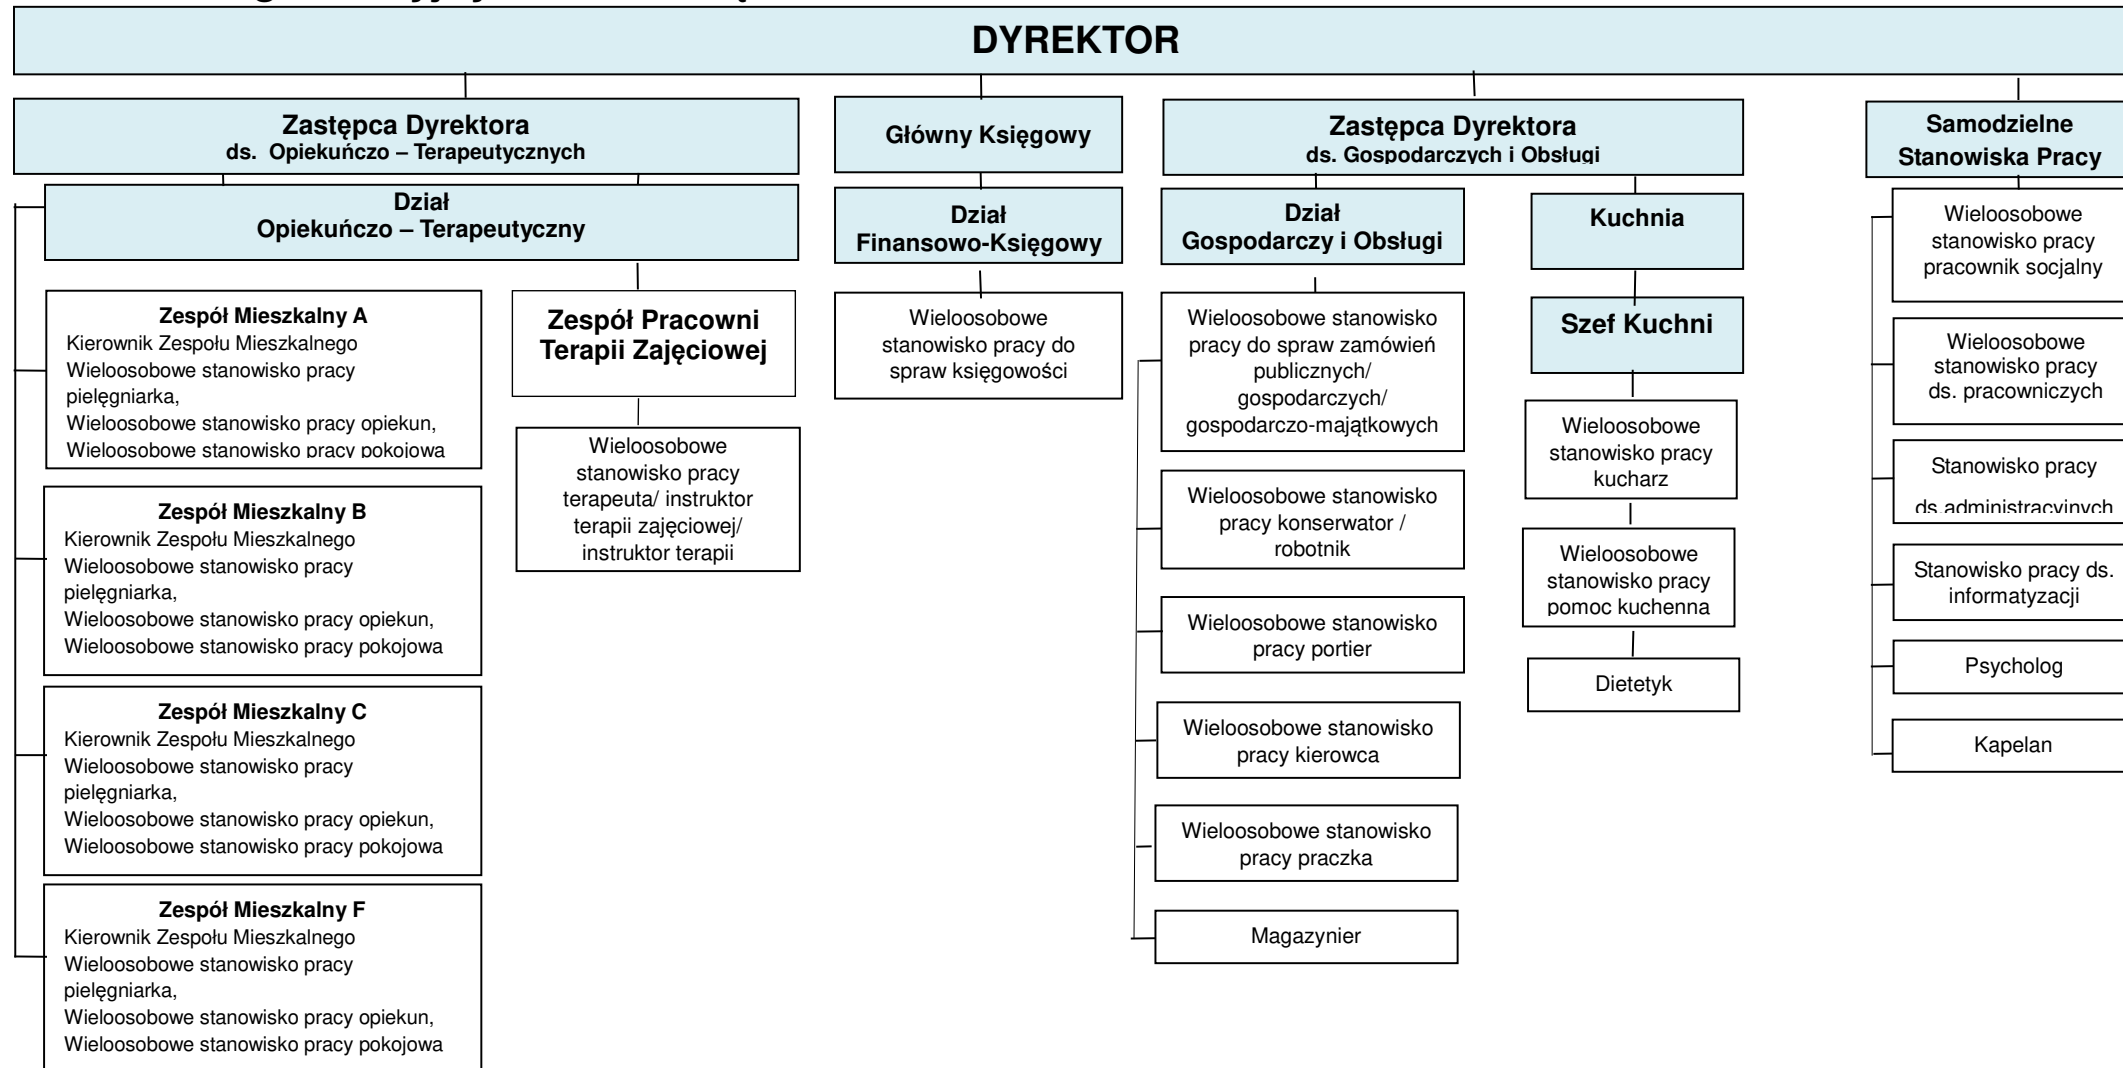 DYREKTOR
Zastępca Dyrektora
ds. Opiekuńczo – Terapeutycznych
Dział
Opiekuńczo – Terapeutyczny
Zespół Mieszkalny A
Kierownik Zespołu Mieszkalnego
Wieloosobowe stanowisko pracy
pielęgniarka,
Wieloosobowe stanowisko pracy opiekun,
Wieloosobowe stanowisko pracy pokojowa
Zespół Mieszkalny B
Kierownik Zespołu Mieszkalnego
Wieloosobowe stanowisko pracy
pielęgniarka,
Wieloosobowe stanowisko pracy opiekun,
Wieloosobowe stanowisko pracy pokojowa
Zespół Mieszkalny C
Kierownik Zespołu Mieszkalnego
Wieloosobowe stanowisko pracy
pielęgniarka,
Wieloosobowe stanowisko pracy opiekun,
Wieloosobowe stanowisko pracy pokojowa
Zespół Mieszkalny F
Kierownik Zespołu Mieszkalnego
Wieloosobowe stanowisko pracy
pielęgniarka,
Wieloosobowe stanowisko pracy opiekun,
Wieloosobowe stanowisko pracy pokojowa
Zespół Pracowni
Terapii Zajęciowej
Wieloosobowe
stanowisko pracy
terapeuta/ instruktor
terapii zajęciowej/
instruktor terapii
Główny Księgowy
Dział
Finansowo-Księgowy
Wieloosobowe
stanowisko pracy do
spraw księgowości
Zastępca Dyrektora
ds. Gospodarczych i Obsługi
Dział
Gospodarczy i Obsługi
Wieloosobowe stanowisko
pracy do spraw zamówień
publicznych/
gospodarczych/
gospodarczo-majątkowych
Wieloosobowe stanowisko
pracy konserwator /
robotnik
Wieloosobowe stanowisko
pracy portier
Wieloosobowe stanowisko
pracy kierowca
Wieloosobowe stanowisko
pracy praczka
Magazynier
Kuchnia
Szef Kuchni
Wieloosobowe
stanowisko pracy
kucharz
Wieloosobowe
stanowisko pracy
pomoc kuchenna
Dietetyk
Samodzielne
Stanowiska Pracy
Wieloosobowe
stanowisko pracy
pracownik socjalny
Wieloosobowe
stanowisko pracy
ds. pracowniczych
Stanowisko pracy
ds.administracyjnych
Stanowisko pracy ds.
informatyzacji
Psycholog
Kapelan